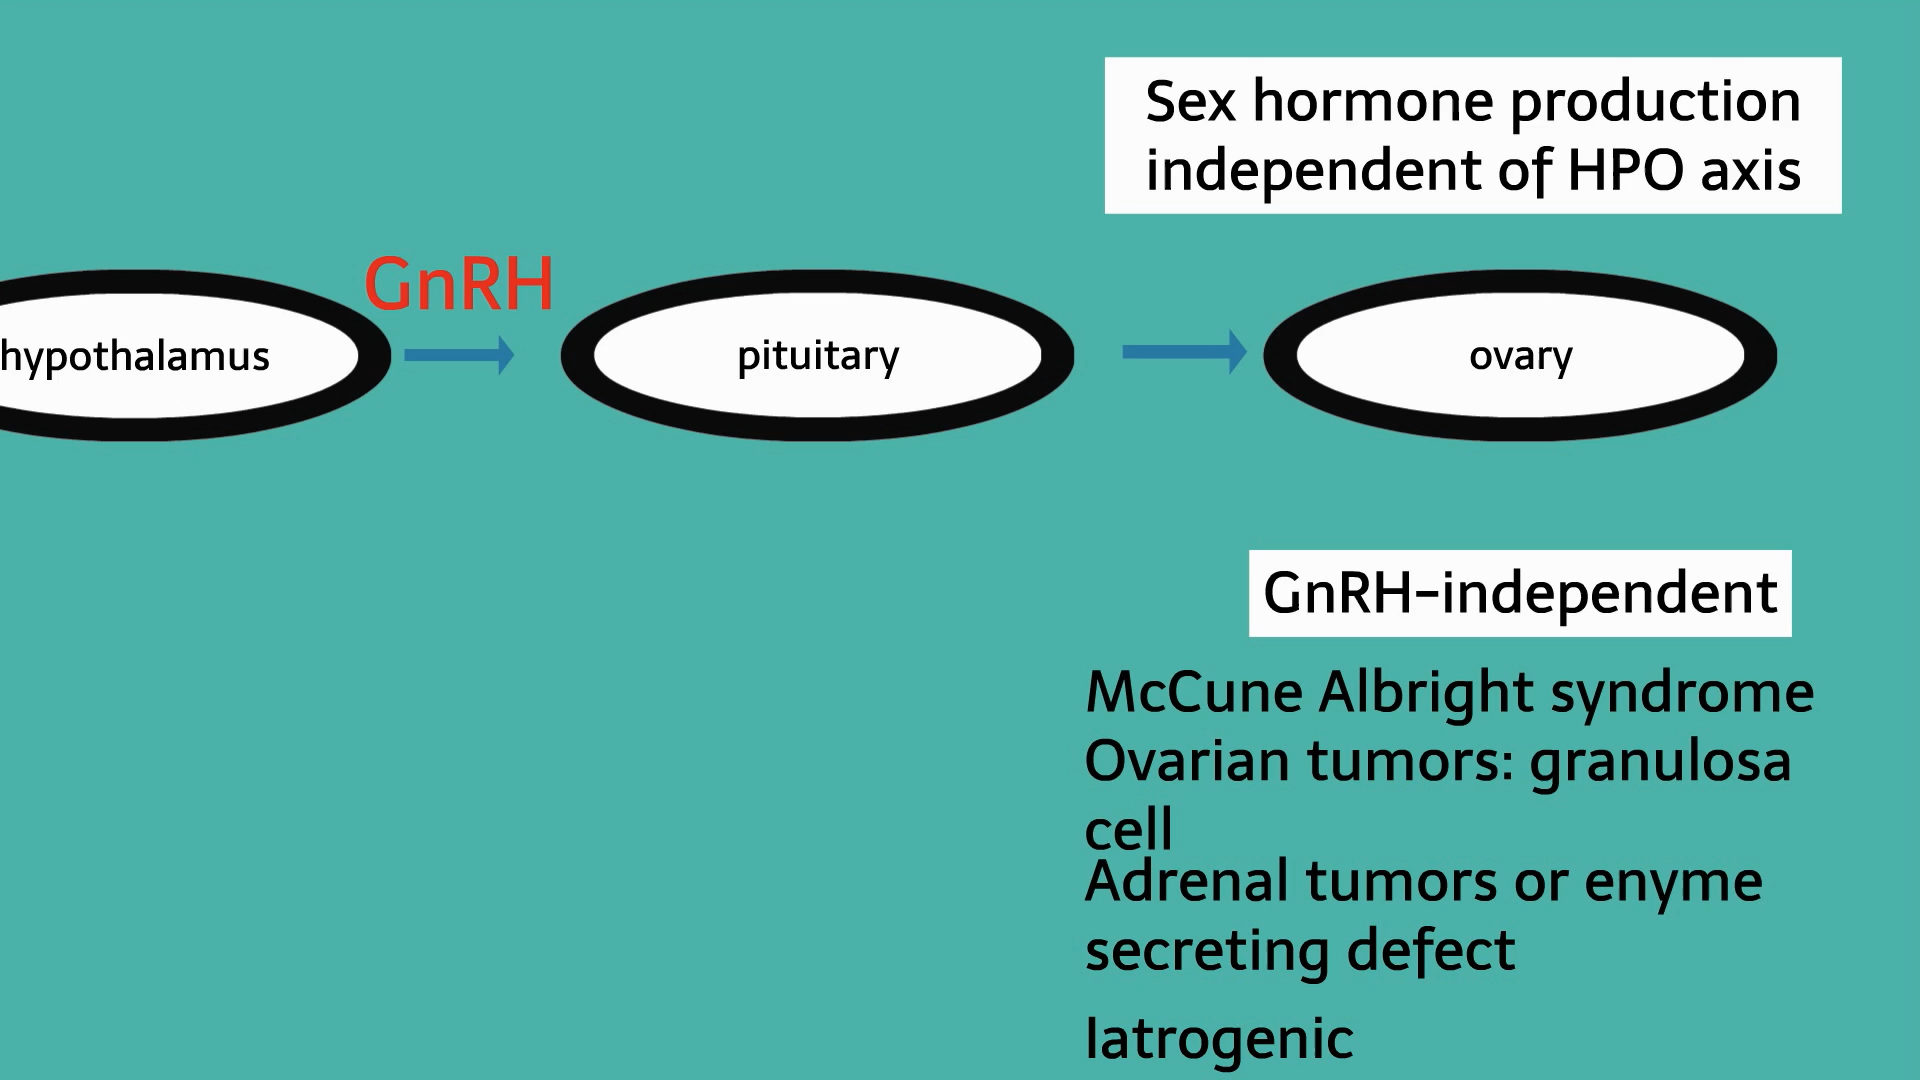 Sex hormone production
independent of HPO axis
GnRH
hypothalamus
pituitary
ovary
GnRH-independent
McCune Albright syndrome
Ovarian tumors: granulosa
cell
Adrenal tumors or enyme
secreting defect
Iatrogenic